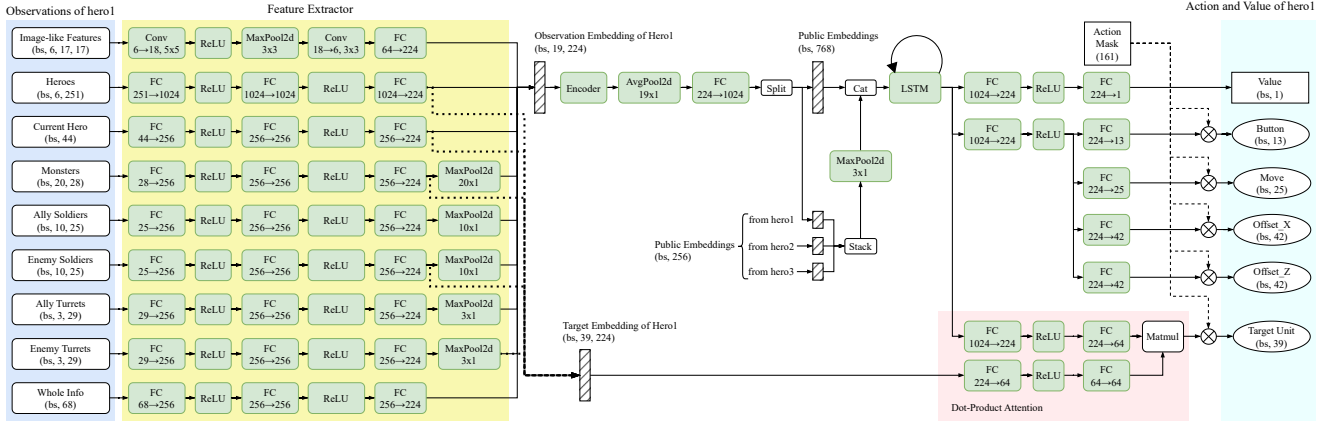 Observations of hero1
Feature Extractor
Action and Value of hero1
Image-like Features
(bs, 6, 17, 17)
Conv
6→18, 5x5
ReLU
MaxPool2d
3x3
Conv
18→6, 3x3
FC
64→224
Heroes
(bs, 6, 251)
FC
251→1024
ReLU
FC
1024→1024
ReLU
FC
1024→224
Current Hero
(bs, 44)
FC
44→256
ReLU
FC
256→256
ReLU
FC
256→224
Monsters
(bs, 20, 28)
FC
28→256
ReLU
FC
256→256
ReLU
FC
256→224
MaxPool2d
20x1
Ally Soldiers
(bs, 10, 25)
FC
25→256
ReLU
FC
256→256
ReLU
FC
256→224
MaxPool2d
10x1
Enemy Soldiers
(bs, 10, 25)
FC
25→256
ReLU
FC
256→256
ReLU
FC
256→224
MaxPool2d
10x1
Ally Turrets
(bs, 3, 29)
FC
29→256
ReLU
FC
256→256
ReLU
FC
256→224
MaxPool2d
3x1
Enemy Turrets
(bs, 3, 29)
FC
29→256
ReLU
FC
256→256
ReLU
FC
256→224
MaxPool2d
3x1
Whole Info
(bs, 68)
FC
68→256
ReLU
FC
256→256
ReLU
FC
256→224
Observation Embedding of Hero1
(bs, 19, 224)
Encoder
AvgPool2d
19x1
FC
224→1024
Split
Public Embeddings
(bs, 768)
Cat
LSTM
MaxPool2d
3x1
Public Embeddings
(bs, 256)
from hero1
from hero2
from hero3
Stack
Target Embedding of Hero1
(bs, 39, 224)
Action
Mask
(161)
FC
1024→224
ReLU
FC
224→1
Value
(bs, 1)
FC
1024→224
ReLU
FC
224→13
Button
(bs, 13)
FC
224→25
Move
(bs, 25)
FC
224→42
Offset_X
(bs, 42)
FC
224→42
Offset_Z
(bs, 42)
FC
1024→224
ReLU
FC
224→64
Matmul
Target Unit
(bs, 39)
FC
224→64
ReLU
FC
64→64
Dot-Product Attention